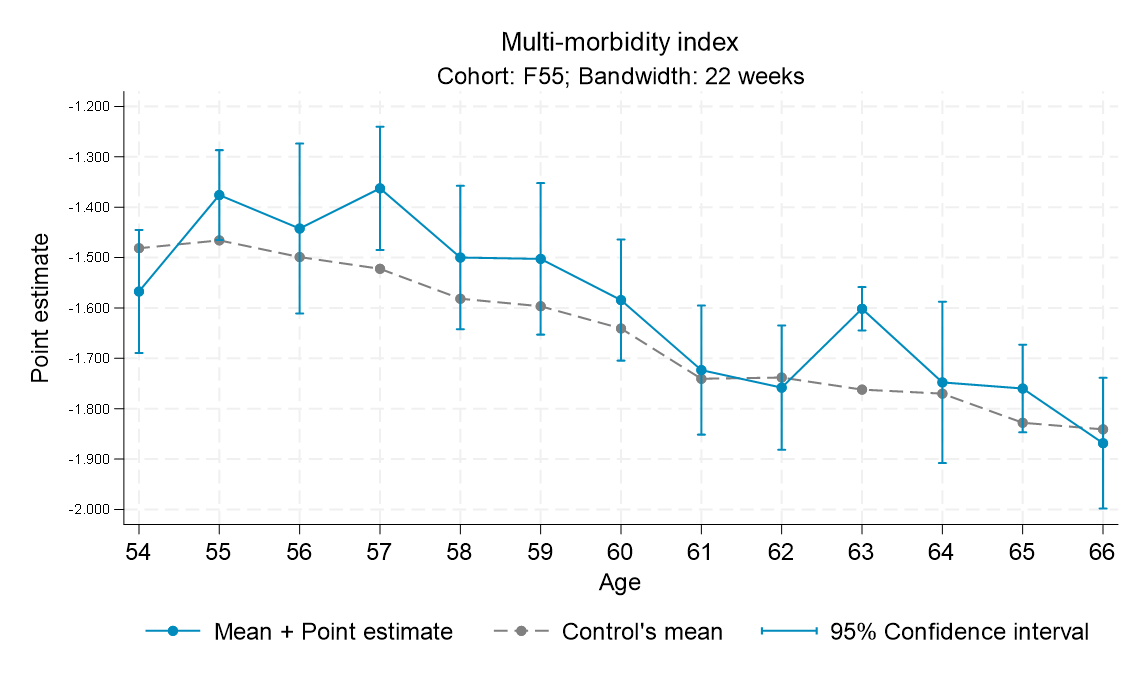 Multi-morbidity index
Cohort: F55; Bandwidth: 22 weeks
Point estimate
-1.200
-1.300
-1.400
-1.500
-1.600
-1.700
-1.800
-1.900
-2.000
54 55 56 57 58 59 60 61 62 63 64 65 66
Age
Mean + Point estimate Control's mean 95% Confidence interval